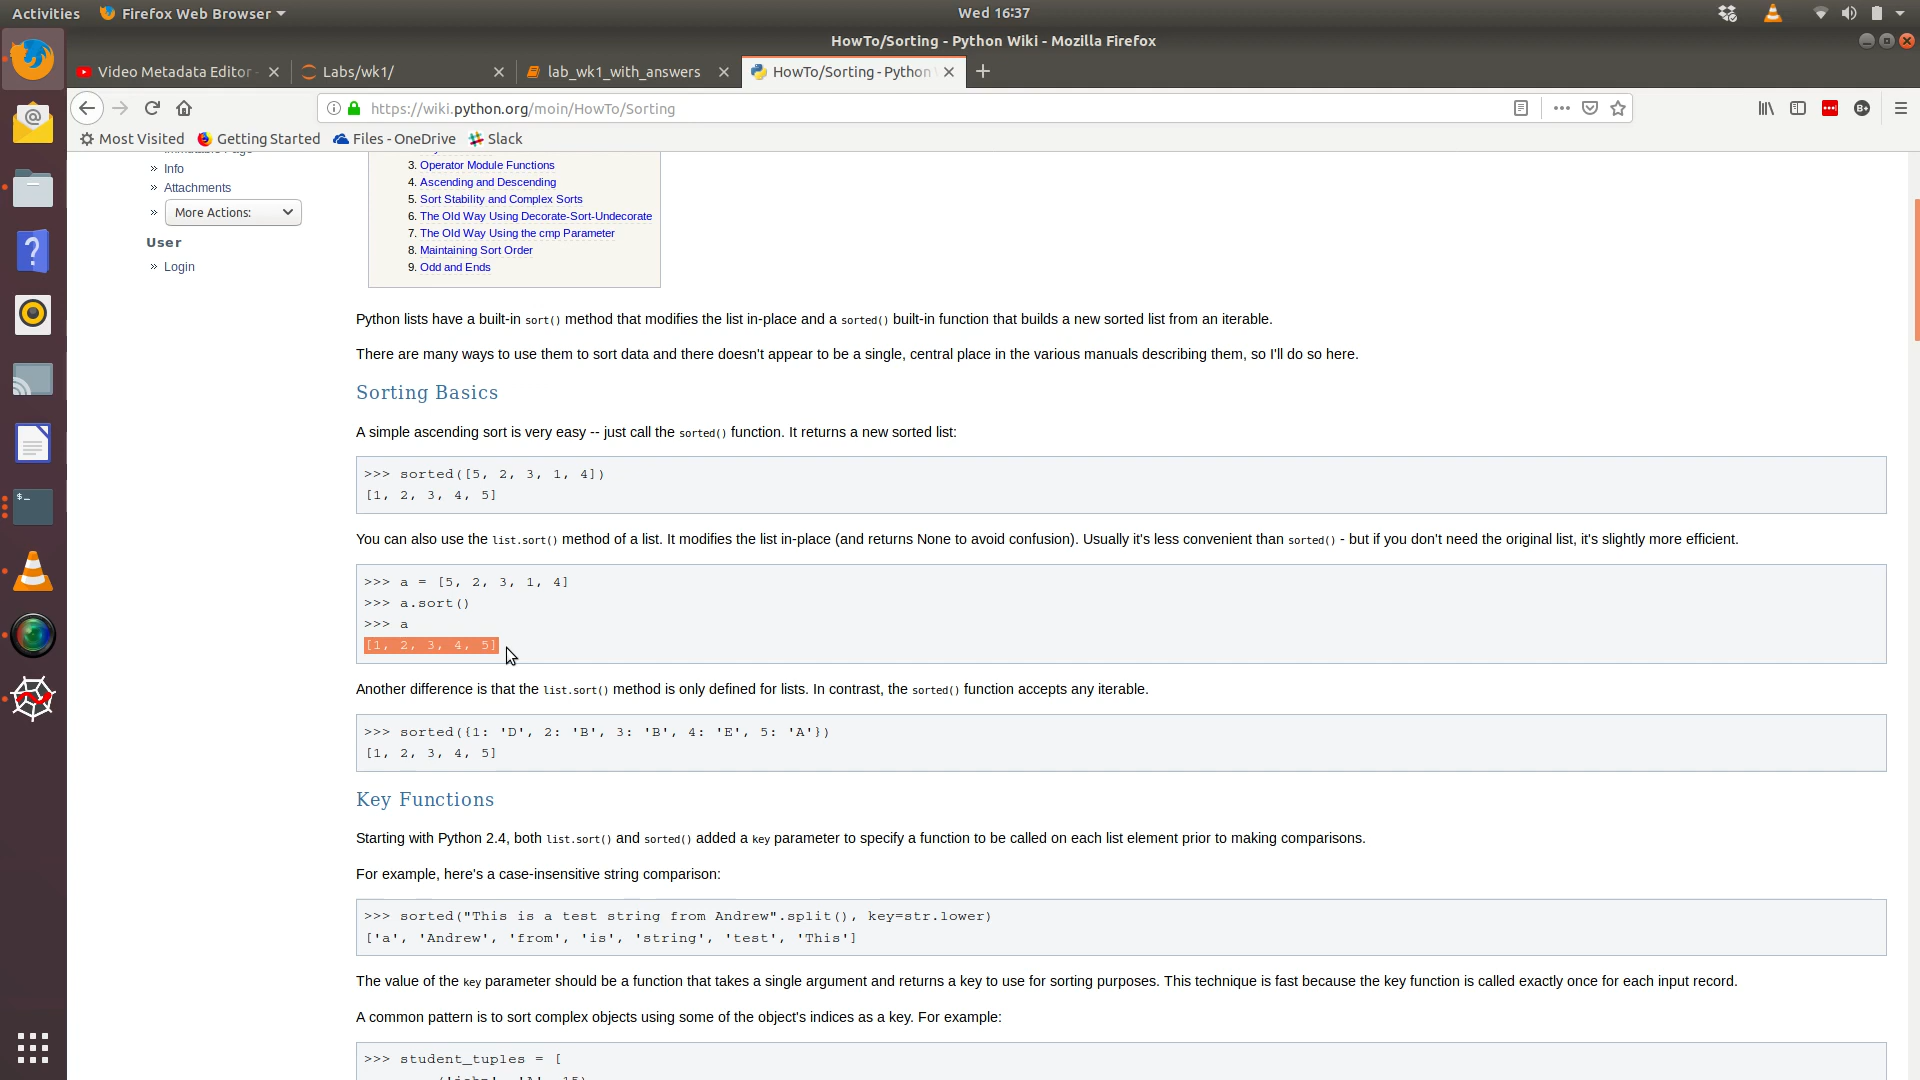 Activities
Firefox Web Browser
Wed 16:37
HowTo/Sorting - Python Wiki - Mozilla Firefox
Video Metadata Editor
Labs/wk1/
lab_wk1_with_answers
HowTo/Sorting - Python
https://wiki.python.org/moin/HowTo/Sorting
Most Visited
Getting Started
Files - OneDrive
Slack
Info
Attachments
More Actions:
User
Login
3. Operator Module Functions
4. Ascending and Descending
5. Sort Stability and Complex Sorts
6. The Old Way Using Decorate-Sort-Undecorate
7. The Old Way Using the cmp Parameter
8. Maintaining Sort Order
9. Odd and Ends
Python lists have a built-in sort() method that modifies the list in-place and a sorted() built-in function that builds a new sorted list from an iterable.
There are many ways to use them to sort data and there doesn't appear to be a single, central place in the various manuals describing them, so I'll do so here.
Sorting Basics
A simple ascending sort is very easy -- just call the sorted() function. It returns a new sorted list:
>>> sorted([5, 2, 3, 1, 4])
[1, 2, 3, 4, 5]
You can also use the list.sort() method of a list. It modifies the list in-place (and returns None to avoid confusion). Usually it's less convenient than sorted() - but if you don't need the original list, it's slightly more efficient.
>>> a = [5, 2, 3, 1, 4]
>>> a.sort()
>>> a
[1, 2, 3, 4, 5]
Another difference is that the list.sort() method is only defined for lists. In contrast, the sorted() function accepts any iterable.
>>> sorted({1: 'D', 2: 'B', 3: 'B', 4: 'E', 5: 'A'})
[1, 2, 3, 4, 5]
Key Functions
Starting with Python 2.4, both list.sort() and sorted() added a key parameter to specify a function to be called on each list element prior to making comparisons.
For example, here's a case-insensitive string comparison:
>>> sorted("This is a test string from Andrew".split(), key=str.lower)
['a', 'Andrew', 'from', 'is', 'string', 'test', 'This']
The value of the key parameter should be a function that takes a single argument and returns a key to use for sorting purposes. This technique is fast because the key function is called exactly once for each input record.
A common pattern is to sort complex objects using some of the object's indices as a key. For example:
>>> student_tuples = [